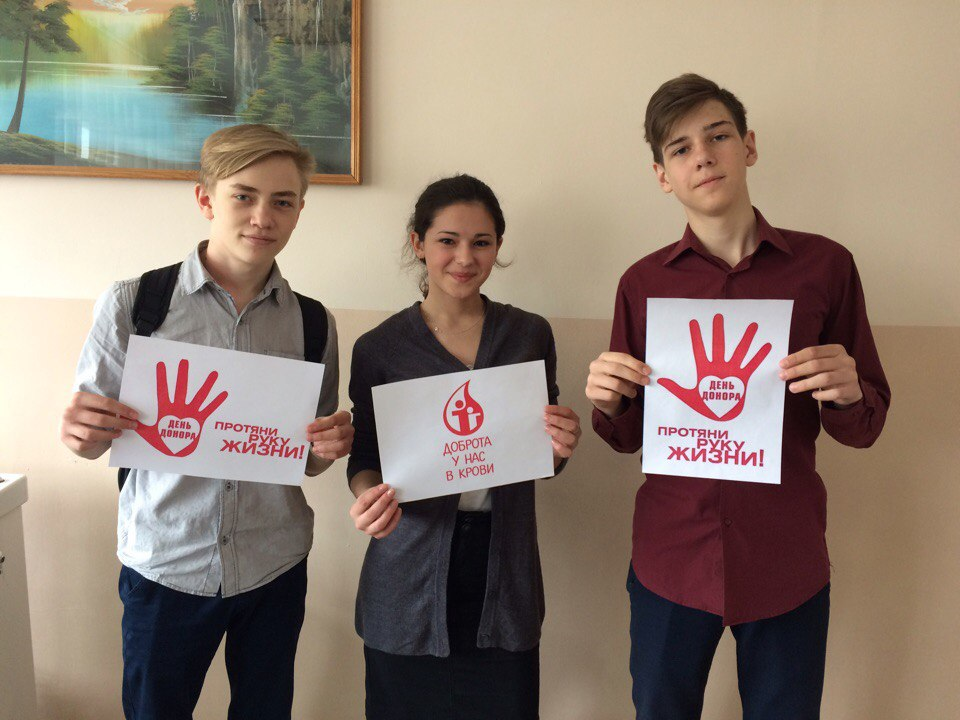 ДЕНЬ
ДОНОРА
ПРОТЯНИ
РУКУ
ЖИЗНИ!
ДОБРОТА
У НАС
В КРОВИ
ДЕНЬ
ДОНОРА
ПРОТЯНИ
РУКУ
ЖИЗНИ!